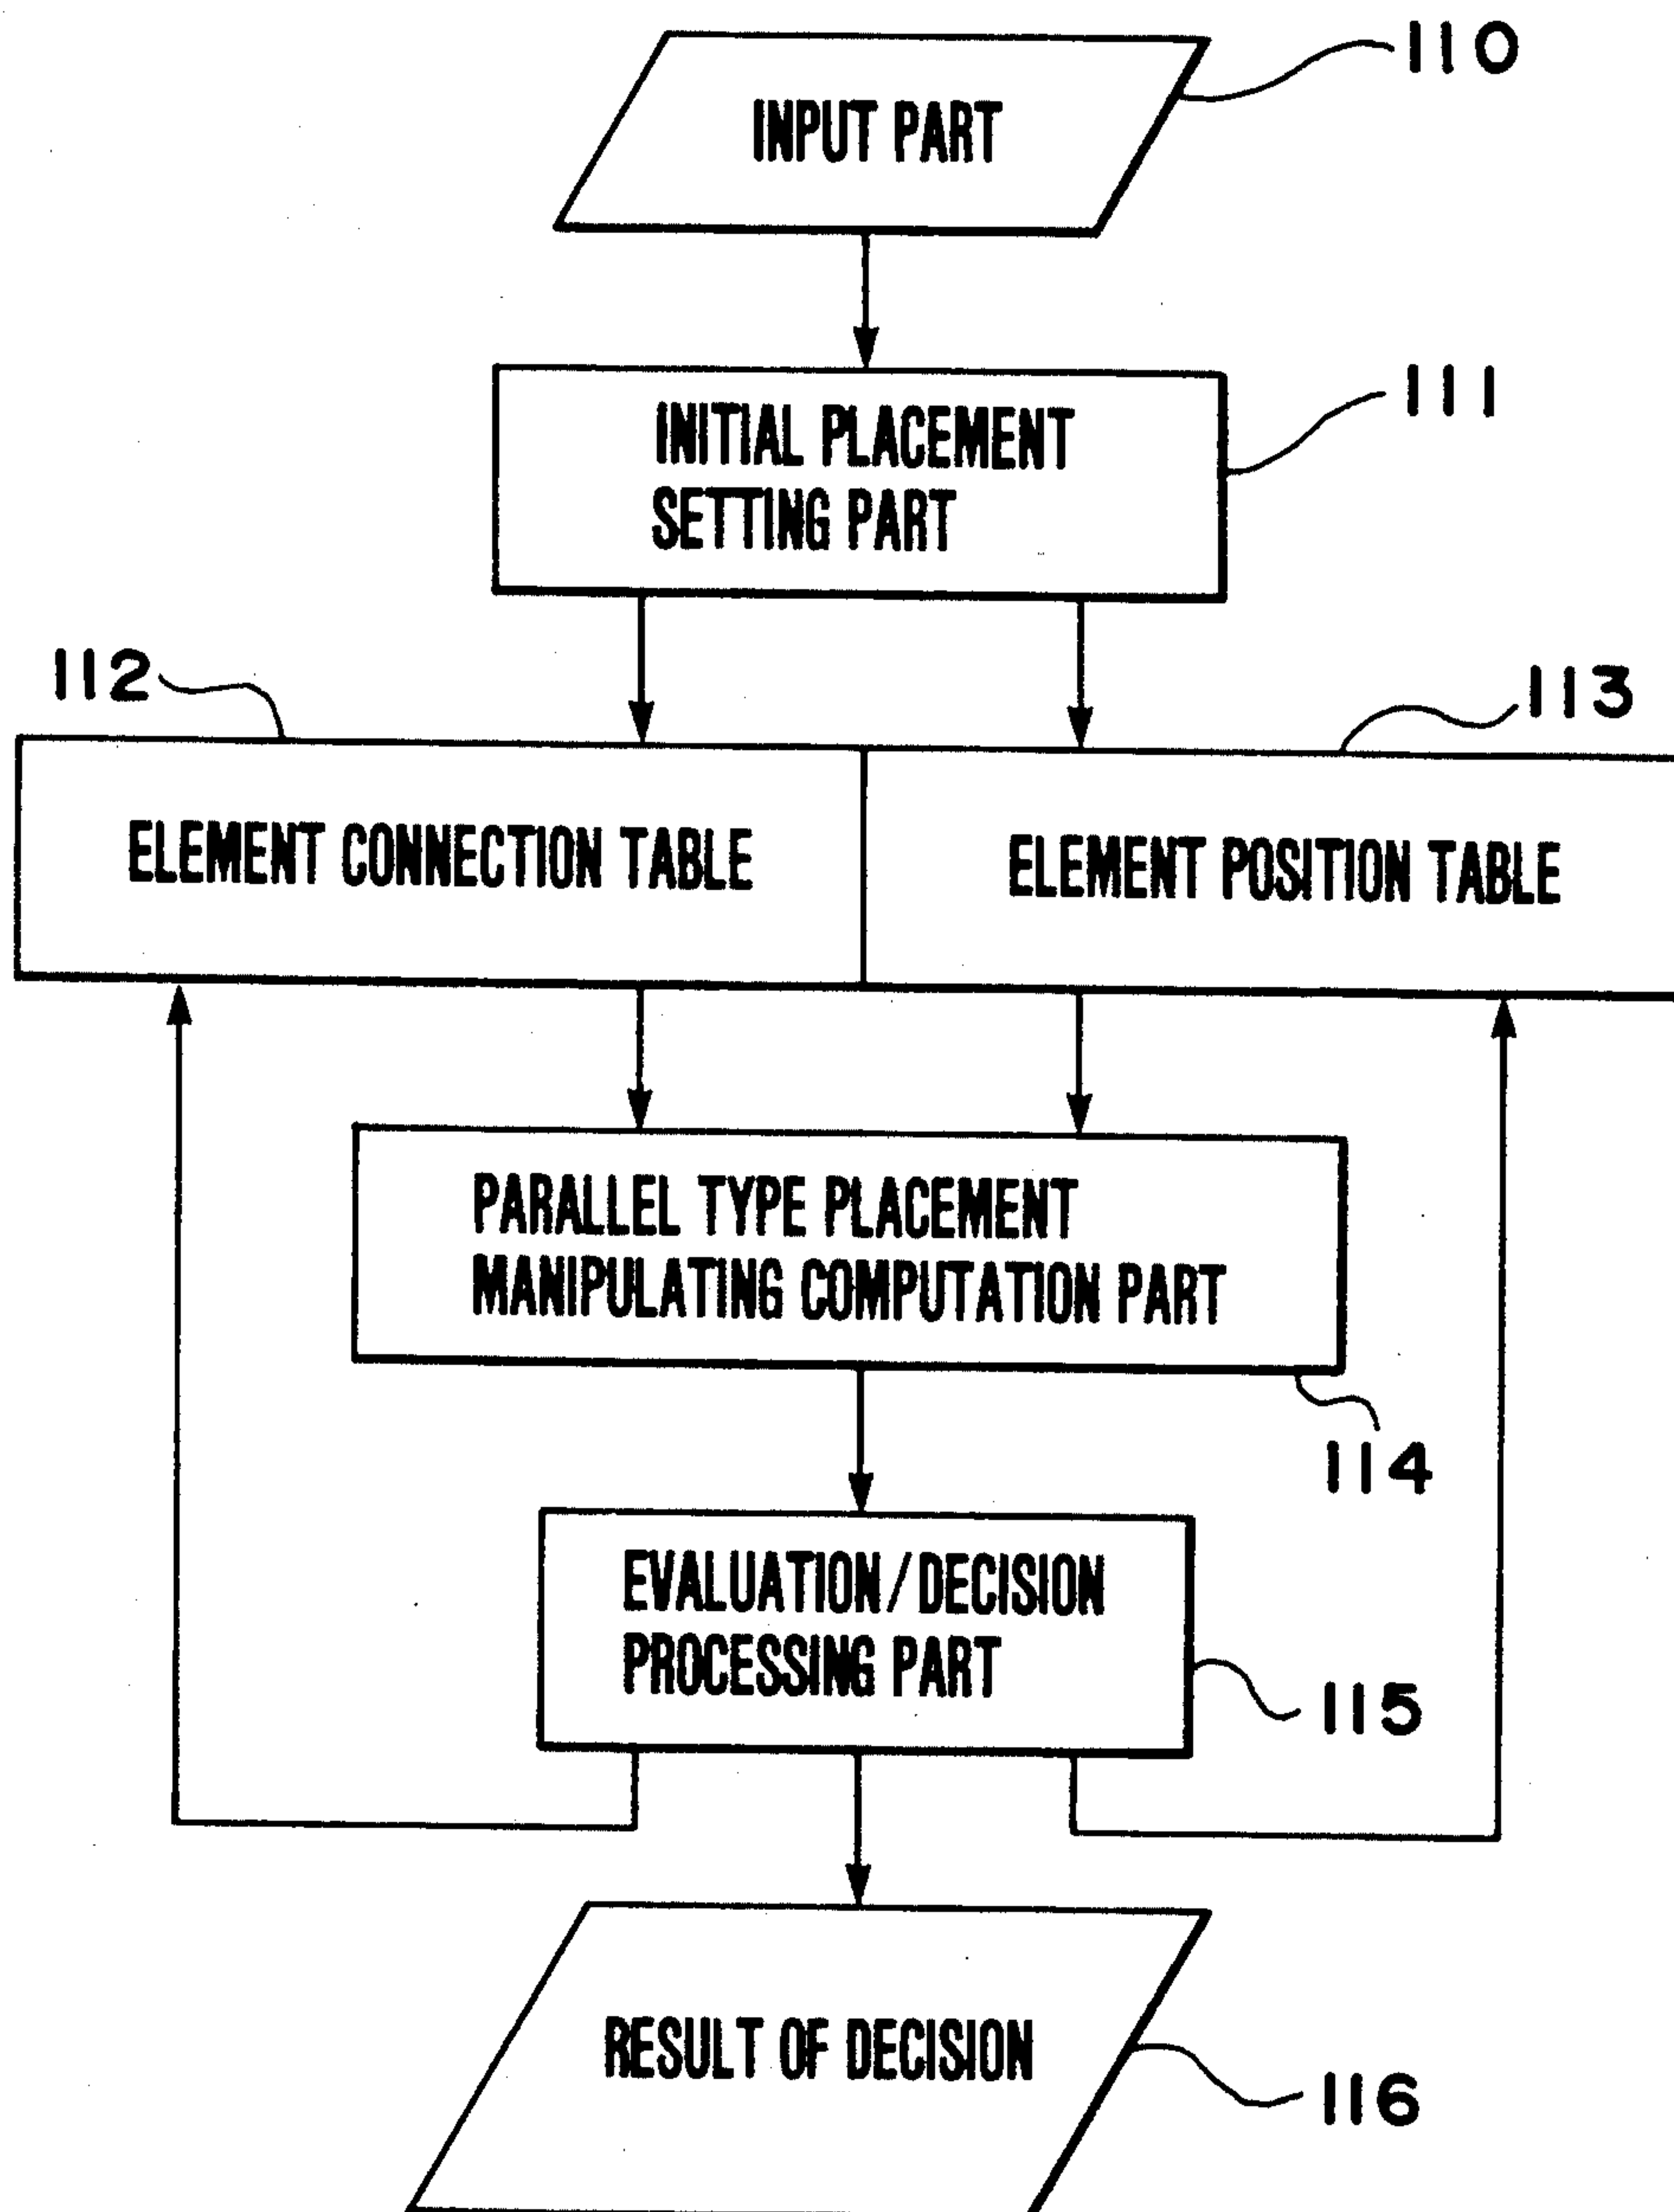 110
INPUT PART
111
INITIAL PLACEMENT
SETTING PART
112
113
ELEMENT CONNECTION TABLE
ELEMENT POSITION TABLE
PARALLEL TYPE PLACEMENT
MANIPULATING COMPUTATION PART
114
EVALUATION/DECISION
PROCESSING PART
115
RESULT OF DECISION
116